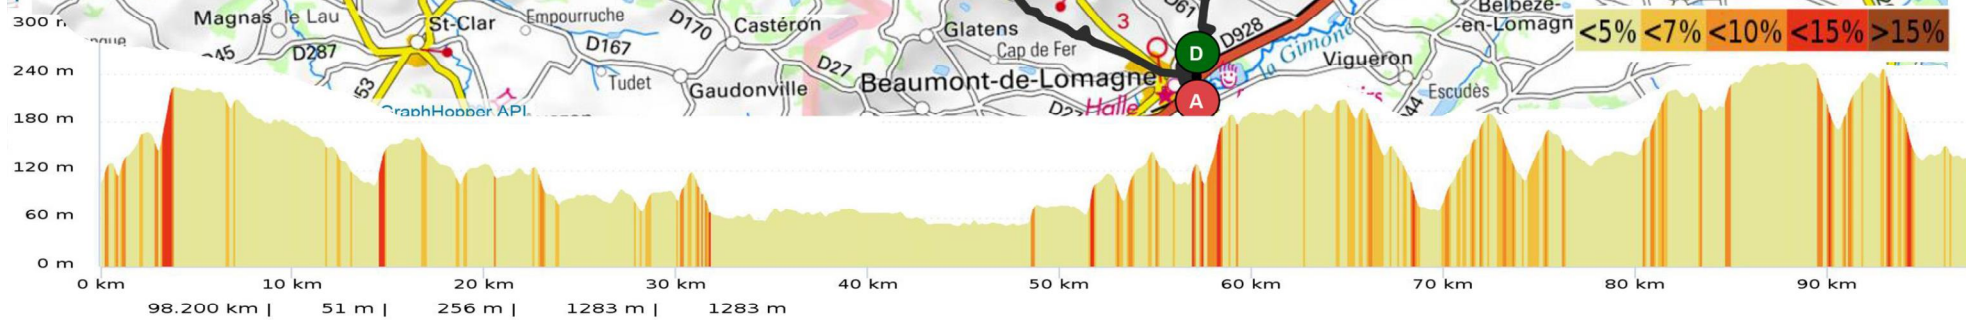 300 m
Magnas
le Lau
St-Clar
Empourruche
D170
Castéron
3
D61
Glatens
Cap de Fer
D928
Belbèze-
-en-Lomagn
<5% <7% <10% <15% >15%
D45
D287
D167
D27
D
la Gimone
Vigueron
240 m
53
Tudet
Gaudonville
Beaumont-de-Lomagne
Escudès
GraphHopper API
Halle
A
180 m
120 m
60 m
0 m
0 km 10 km 20 km 30 km 40 km 50 km 60 km 70 km 80 km 90 km
98.200 km | 51 m | 256 m | 1283 m | 1283 m